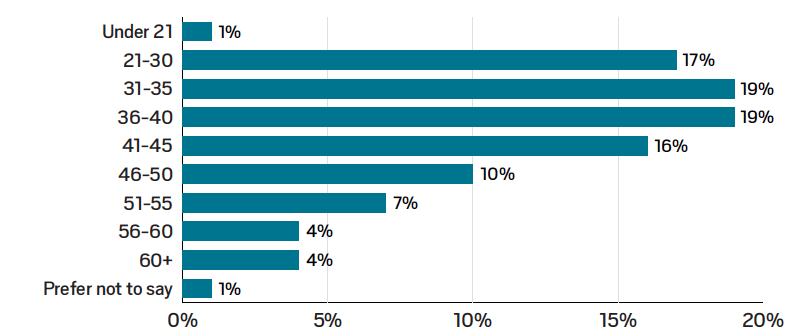 Under 21 1%
21-30 17%
31-35 19%
36-40 19%
41-45 16%
46-50 10%
51-55 7%
56-60 4%
60+ 4%
Prefer not to say 1%
0% 5% 10% 15% 20%